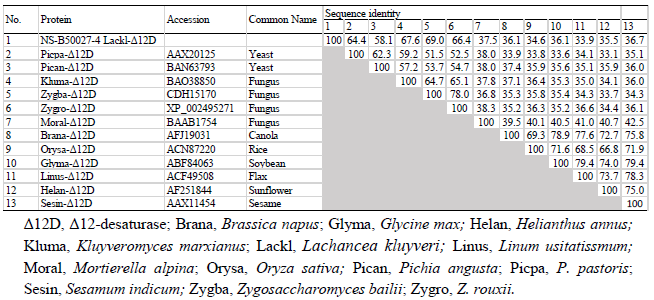 No. Protein Accession Common Name Sequence identity
1 2 3 4 5 6 7 8 9 10 11 12 13
1 NS-B50027-4 Lackl-Δ12D 100 64.4 58.1 67.6 69.0 66.4 37.5 36.1 34.6 36.1 33.9 35.5 36.7
2 Picpa-Δ12D AAX20125 Yeast 100 62.3 59.2 51.5 52.5 38.0 33.9 33.8 33.6 34.1 33.1 35.1
3 Pican-Δ12D BAN63793 Yeast 100 57.2 53.7 54.7 38.0 37.4 35.9 35.6 35.1 35.9 36.0
4 Kluma-Δ12D BAO38850 Fungus 100 64.7 65.1 37.8 37.1 36.4 35.3 35.0 34.1 36.0
5 Zygba-Δ12D CDH15170 Fungus 100 78.0 36.8 35.3 35.8 35.4 34.3 33.7 34.3
6 Zygro-Δ12D XP_002495271 Fungus 100 38.3 35.2 36.3 35.2 36.6 34.4 36.1
7 Moral-Δ12D BAAB1754 Fungus 100 39.5 40.1 40.5 41.0 40.7 42.5
8 Brana-Δ12D AFJ19031 Canola 100 69.3 78.9 77.6 72.7 75.8
9 Orysa-Δ12D ACN87220 Rice 100 71.6 68.5 66.8 71.9
10 Glyma-Δ12D ABF84063 Soybean 100 79.4 74.0 79.4
11 Linus-Δ12D ACF49508 Flax 100 73.7 78.3
12 Helan-Δ12D AF251844 Sunflower 100 75.0
13 Sesin-Δ12D AAX11454 Sesame 100
Δ12D, Δ12-desaturase; Brana, Brassica napus; Glyma, Glycine max; Helan, Helianthus annus;
Kluma, Kluyveromyces marxianus; Lackl, Lachancea kluyveri; Linus, Linum usitatissmum;
Moral, Mortierella alpina; Orysa, Oryza sativa; Pican, Pichia angusta; Picpa, P. pastoris;
Sesin, Sesamum indicum; Zygba, Zygosaccharomyces bailii; Zygro, Z. rouxii.